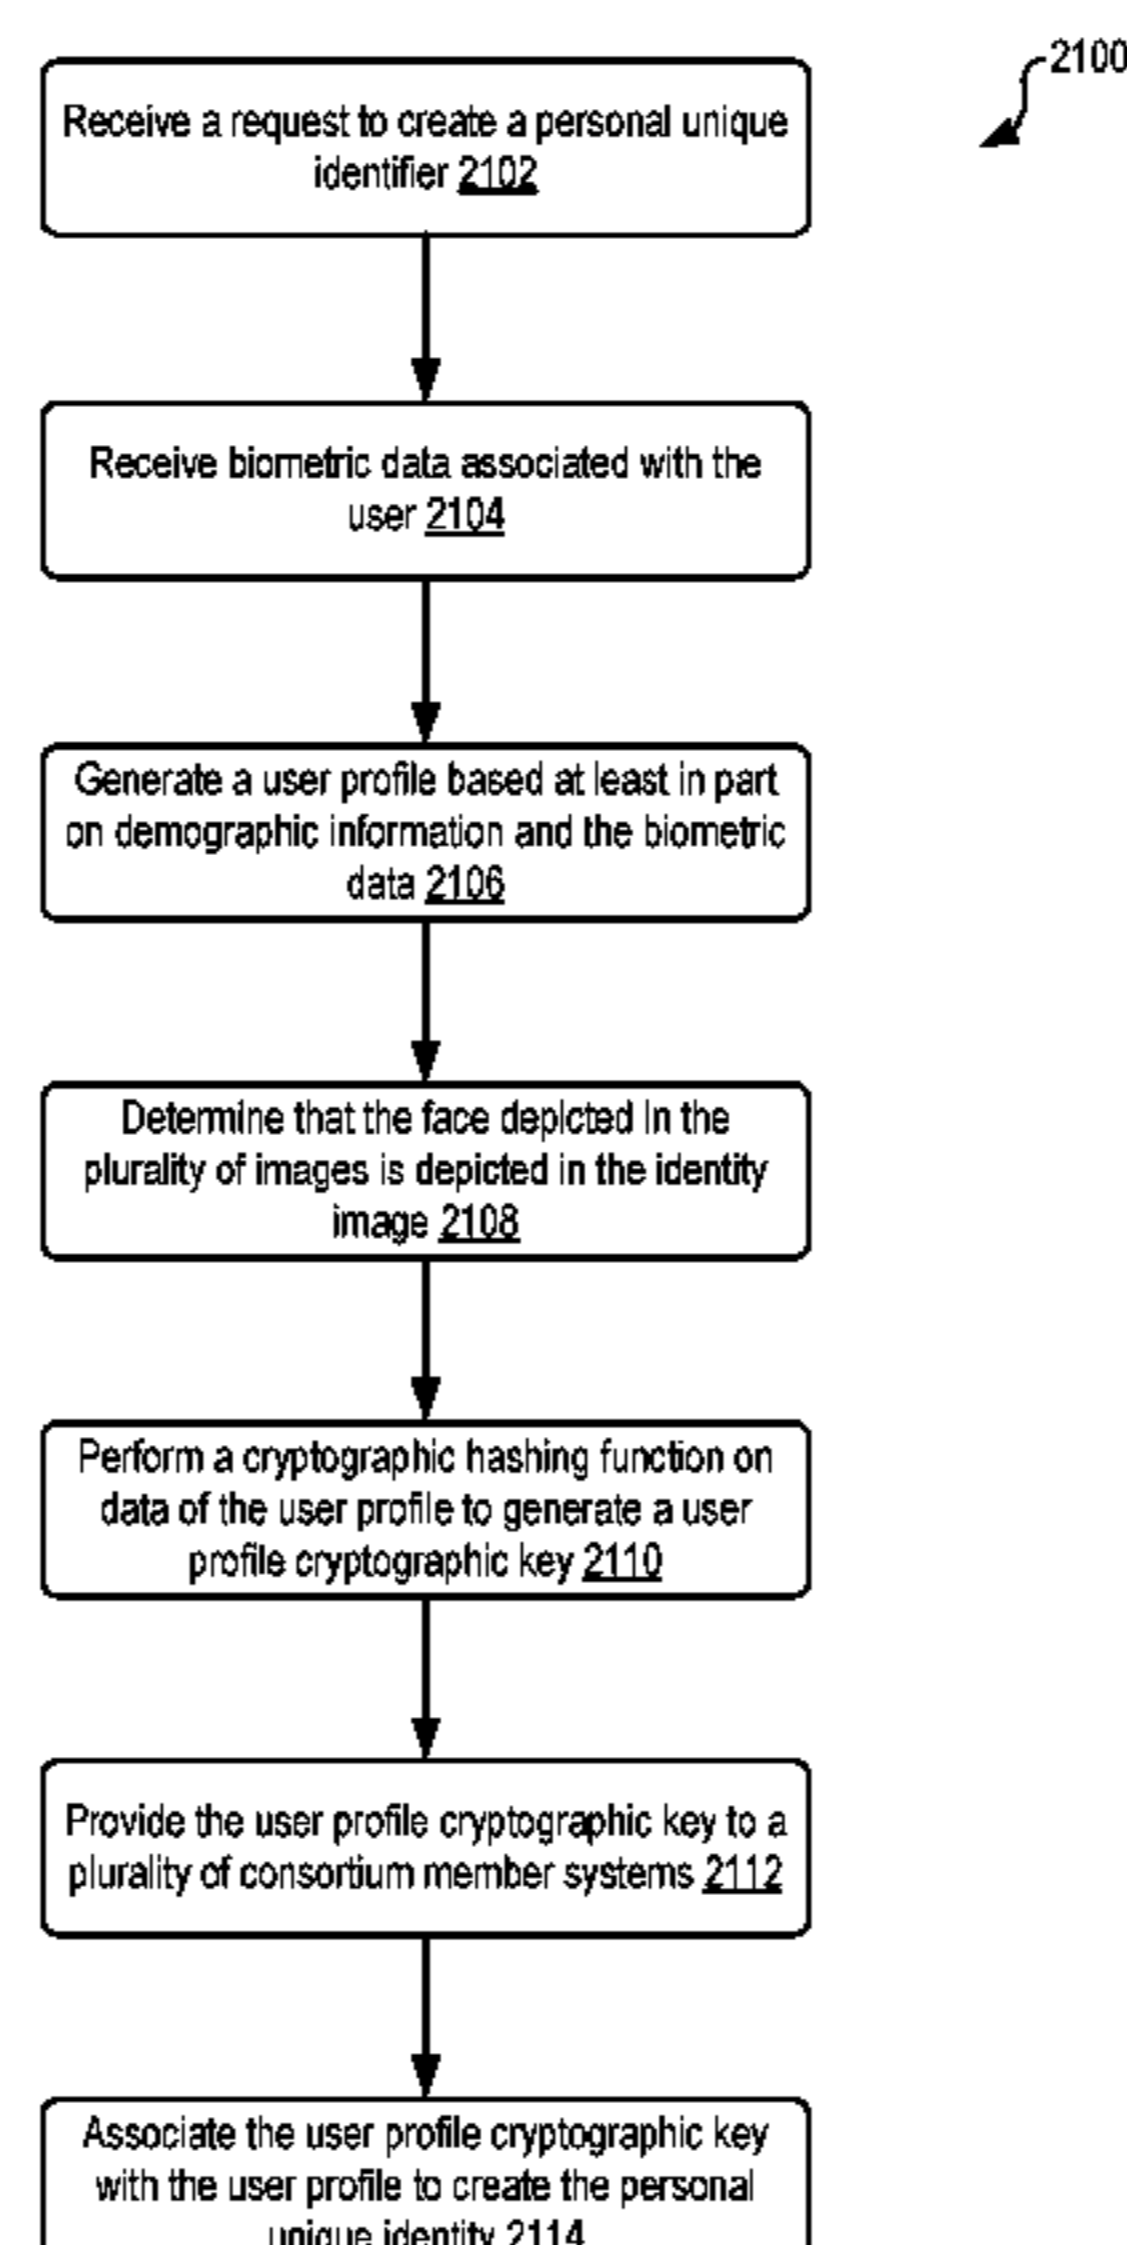 2100
Receive a request to create a personal unique
identifier 2102
Receive biometric data associated with the
user 2104
Generate a user profile based at least in part
on demographic information and the biometric
data 2106
Determine that the face depicted in the
plurality of images is depicted in the identity
image 2108
Perform a cryptographic hashing function on
data of the user profile to generate a user
profile cryptographic key 2110
Provide the user profile cryptographic key to a
plurality of consortium member systems 2112
Associate the user profile cryptographic key
with the user profile to create the personal
unique identity 2114